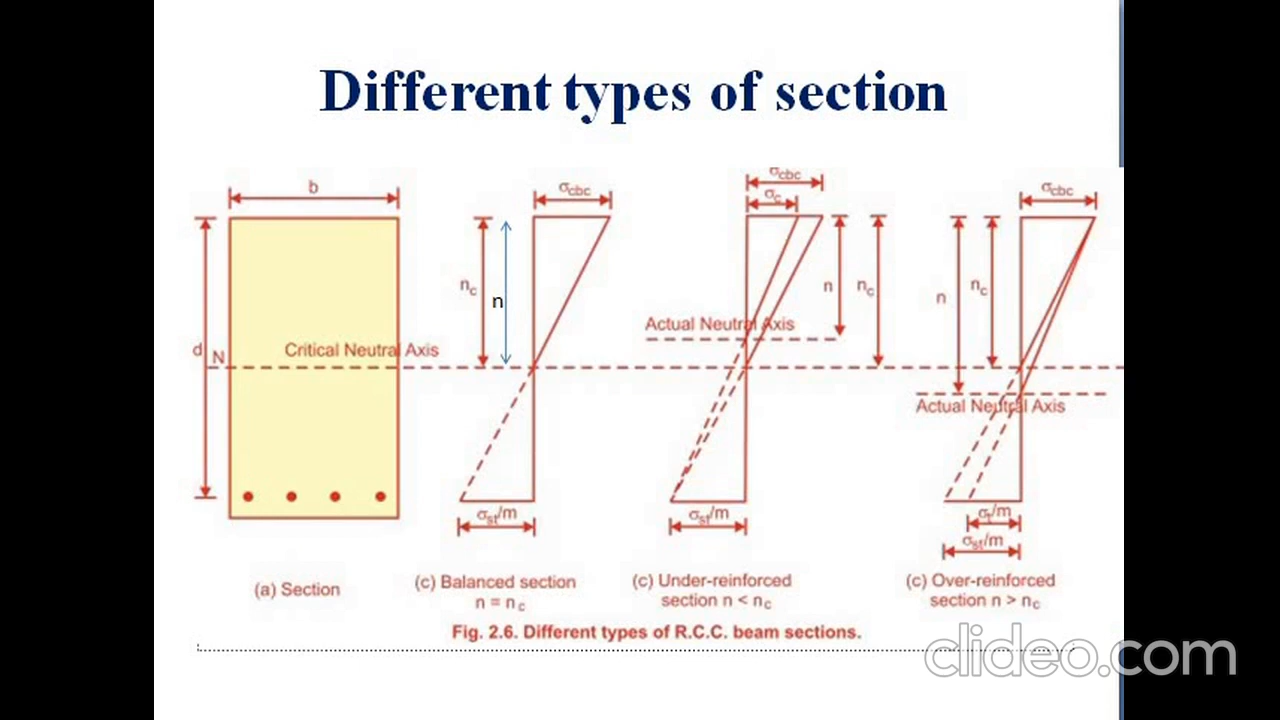 Different types of section
b
σcbc
σcbc
σc
σcbc
nc
n
n
nc
n
nc
Actual Neutral Axis
d
N
Critical Neutral Axis
Actual Neutral Axis
σst/m
σst/m
σt/m
σst/m
(a) Section
(c) Balanced section
n = nc
(c) Under-reinforced
section n < nc
(c) Over-reinforced
section n > nc
Fig. 2.6. Different types of R.C.C. beam sections.
clideo.com